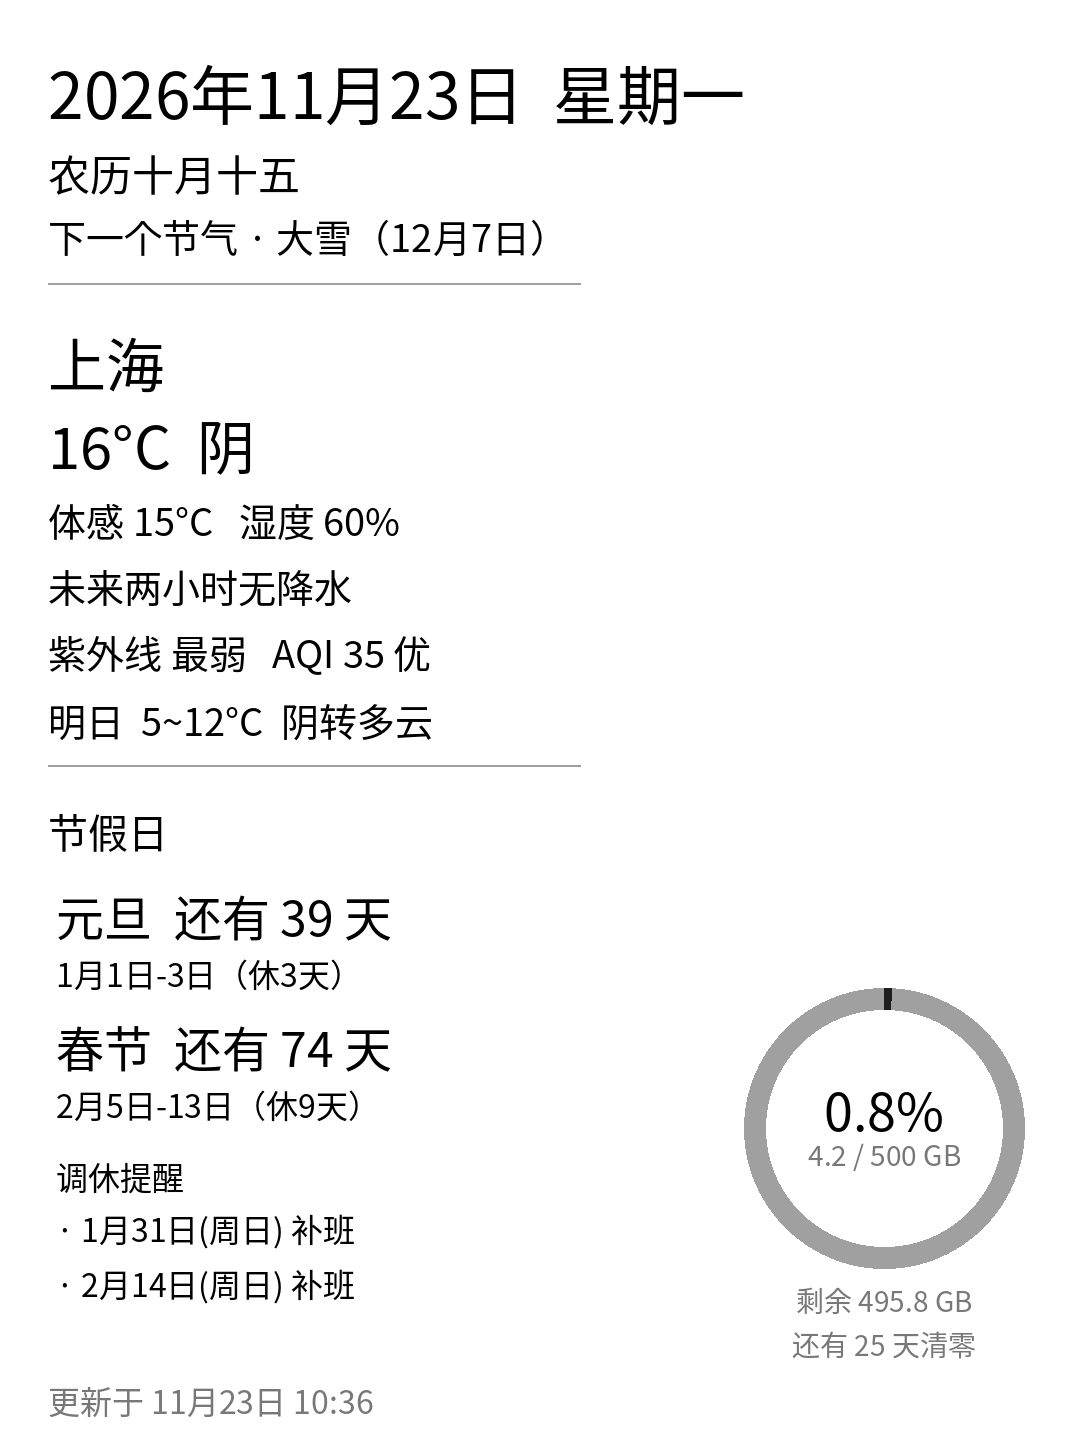 2026年11月23日 星期一
农历十月十五
下一个节气 · 大雪（12月7日）
上海
16°C 阴
体感 15°C 湿度 60%
未来两小时无降水
紫外线 最弱 AQI 35 优
明日 5~12°C 阴转多云
节假日
元旦 还有 39 天
1月1日-3日（休3天）
春节 还有 74 天
2月5日-13日（休9天）
调休提醒
· 1月31日(周日) 补班
· 2月14日(周日) 补班
0.8%
4.2 / 500 GB
剩余 495.8 GB
还有 25 天清零
更新于 11月23日 10:36